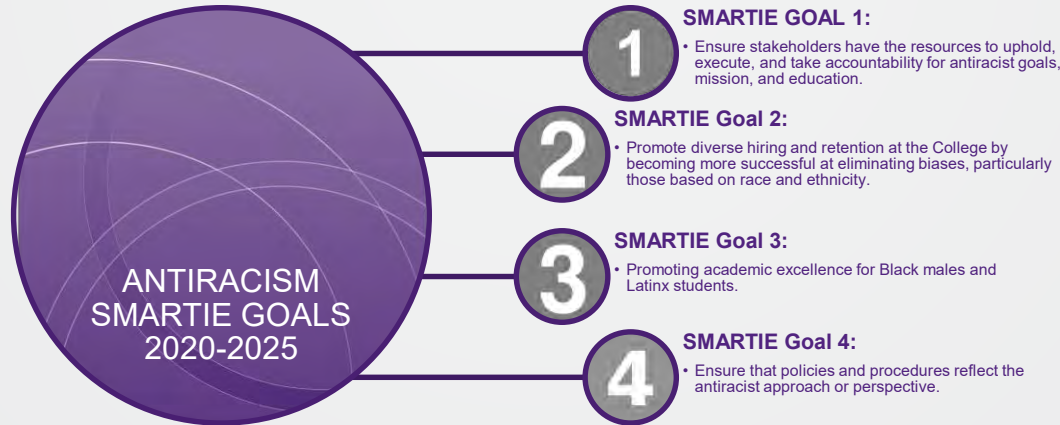 ANTIRACISM
SMARTIE GOALS
2020-2025
1
SMARTIE GOAL 1:
• Ensure stakeholders have the resources to uphold,
execute, and take accountability for antiracist goals,
mission, and education.
2
SMARTIE Goal 2:
• Promote diverse hiring and retention at the College by
becoming more successful at eliminating biases, particularly
those based on race and ethnicity.
3
SMARTIE Goal 3:
• Promoting academic excellence for Black males and
Latinx students.
4
SMARTIE Goal 4:
• Ensure that policies and procedures reflect the
antiracist approach or perspective.